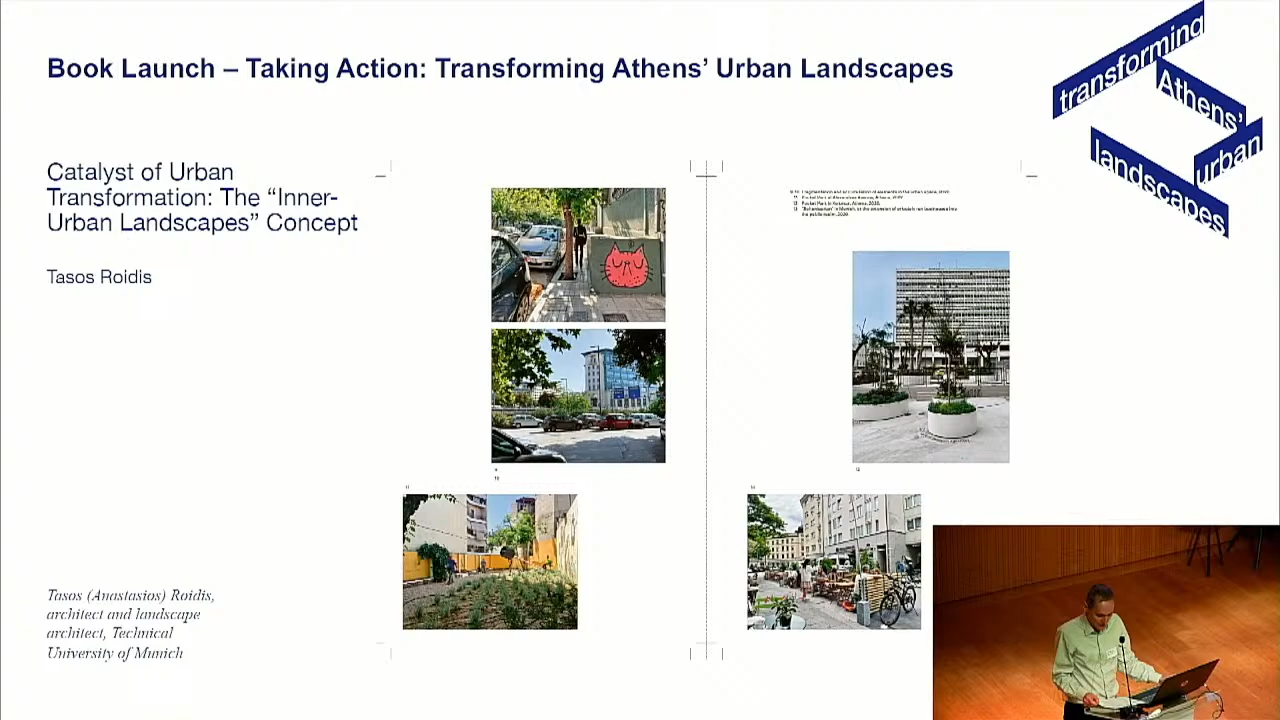 Book Launch – Taking Action: Transforming Athens’ Urban Landscapes
transforming
Athens’
urban
landscapes
Catalyst of Urban
Transformation: The “Inner-
Urban Landscapes” Concept
Tasos Roidis
Tasos (Anastasios) Roidis,
architect and landscape
architect, Technical
University of Munich